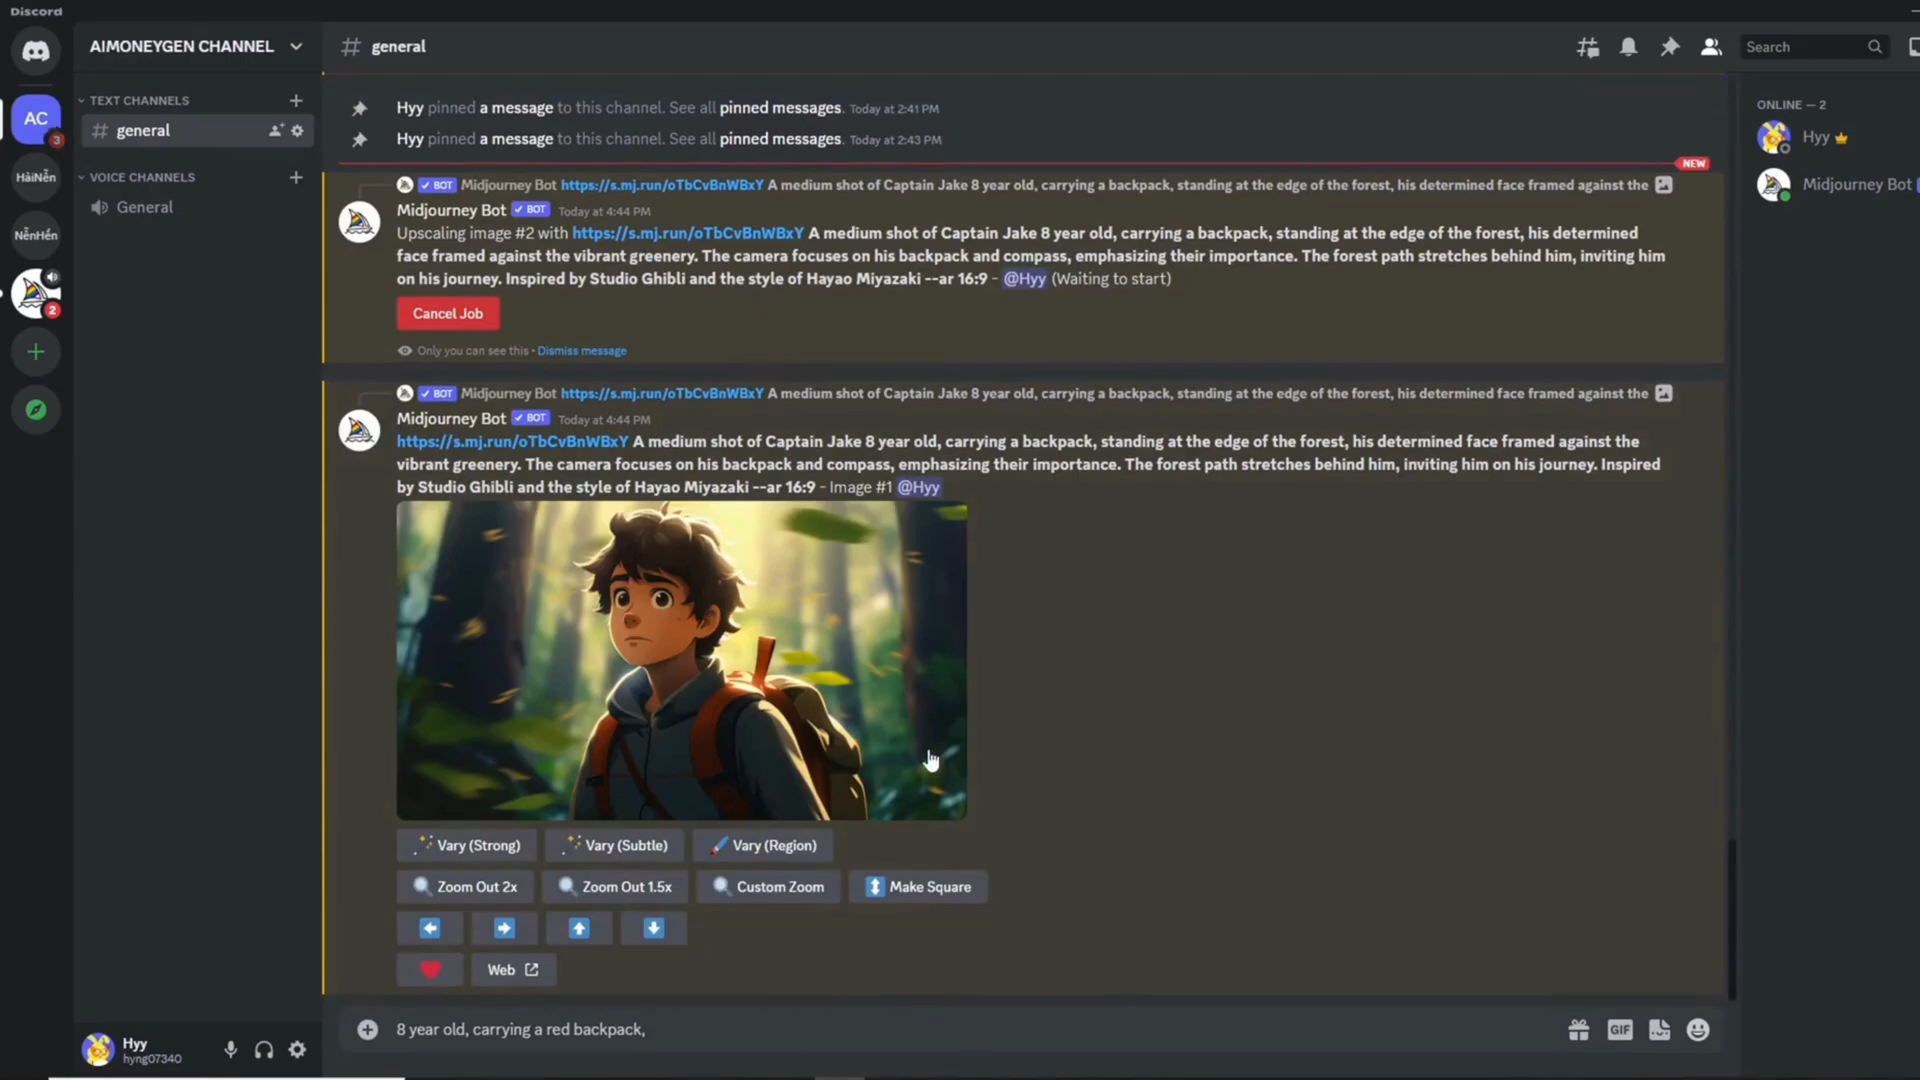 Discord
AIMONEYGEN CHANNEL
general
Search
TEXT CHANNELS
general
VOICE CHANNELS
General
AC
3
HảiNễn
NễnHển
2
Hyy pinned a message to this channel. See all pinned messages. Today at 2:41 PM
Hyy pinned a message to this channel. See all pinned messages. Today at 2:43 PM
NEW
BOT Midjourney Bot https://s.mj.run/oTbCvBnWBxY A medium shot of Captain Jake 8 year old, carrying a backpack, standing at the edge of the forest, his determined face framed against the
Midjourney Bot BOT Today at 4:44 PM
Upscaling image #2 with https://s.mj.run/oTbCvBnWBxY A medium shot of Captain Jake 8 year old, carrying a backpack, standing at the edge of the forest, his determined
face framed against the vibrant greenery. The camera focuses on his backpack and compass, emphasizing their importance. The forest path stretches behind him, inviting him
on his journey. Inspired by Studio Ghibli and the style of Hayao Miyazaki --ar 16:9 - @Hyy (Waiting to start)
Cancel Job
Only you can see this • Dismiss message
BOT Midjourney Bot https://s.mj.run/oTbCvBnWBxY A medium shot of Captain Jake 8 year old, carrying a backpack, standing at the edge of the forest, his determined face framed against the
Midjourney Bot BOT Today at 4:44 PM
https://s.mj.run/oTbCvBnWBxY A medium shot of Captain Jake 8 year old, carrying a backpack, standing at the edge of the forest, his determined face framed against the
vibrant greenery. The camera focuses on his backpack and compass, emphasizing their importance. The forest path stretches behind him, inviting him on his journey. Inspired
by Studio Ghibli and the style of Hayao Miyazaki --ar 16:9 - Image #1 @Hyy
Vary (Strong) Vary (Subtle) Vary (Region)
Zoom Out 2x Zoom Out 1.5x Custom Zoom Make Square
Web
8 year old, carrying a red backpack,
GIF
ONLINE — 2
Hyy
Midjourney Bot
Hyy
hyng07340